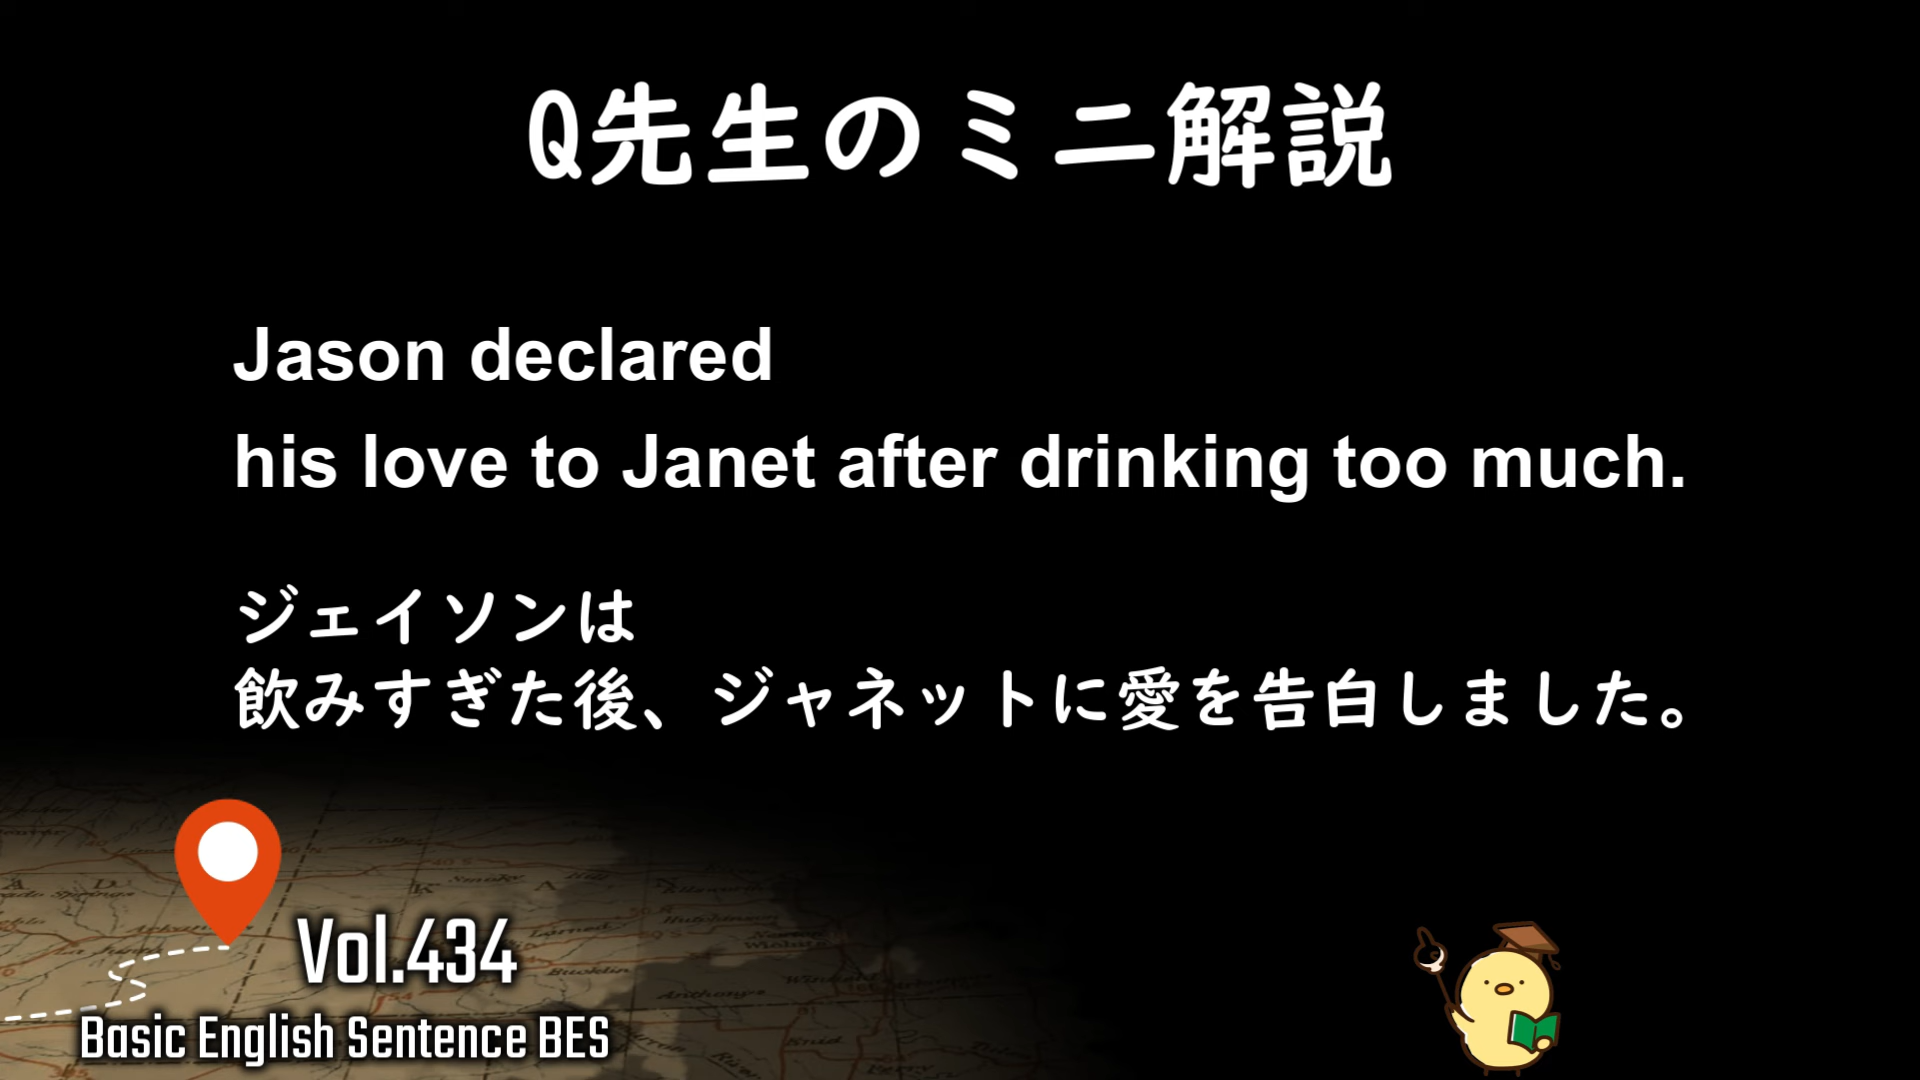 Q先生のミニ解説
Jason declared
his love to Janet after drinking too much.
ジェイソンは
飲みすぎた後、ジャネットに愛を告白しました。
Vol.434
Basic English Sentence BES